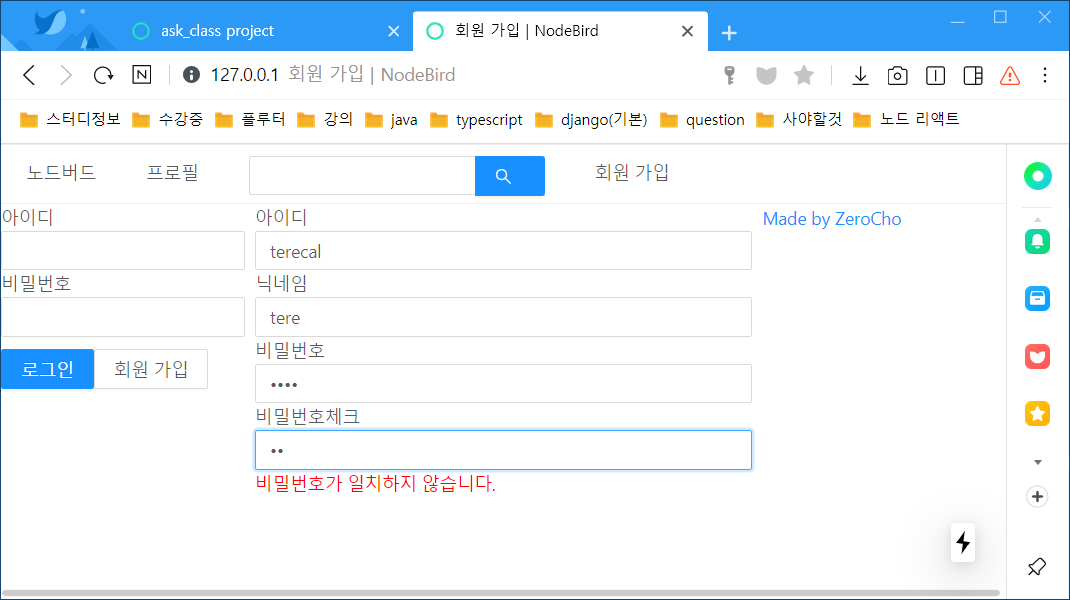 ask_class project
회원 가입 | NodeBird
127.0.0.1 회원 가입 | NodeBird
스터디정보 수강중 플루터 강의 java typescript django(기본) question 사야할것 노드 리액트
노드버드 프로필 회원 가입
아이디
비밀번호
로그인 회원 가입
아이디
terecal
닉네임
tere
비밀번호
••••
비밀번호체크
••
비밀번호가 일치하지 않습니다.
Made by ZeroCho